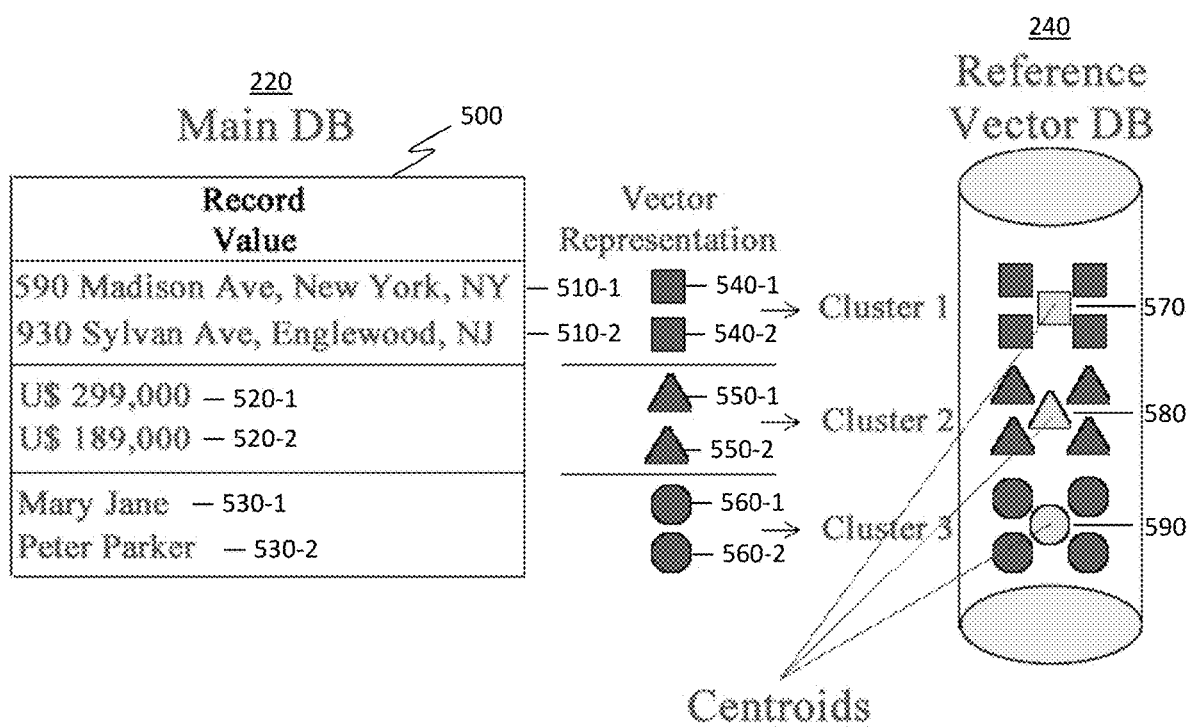 240
Reference
Vector DB
220
Main DB
500
Record
Value
Vector
Representation
590 Madison Ave, New York, NY
510-1
540-1
Cluster 1
570
930 Sylvan Ave, Englewood, NJ
510-2
540-2
U$ 299,000
520-1
550-1
Cluster 2
580
U$ 189,000
520-2
550-2
Mary Jane
530-1
560-1
Cluster 3
590
Peter Parker
530-2
560-2
Centroids